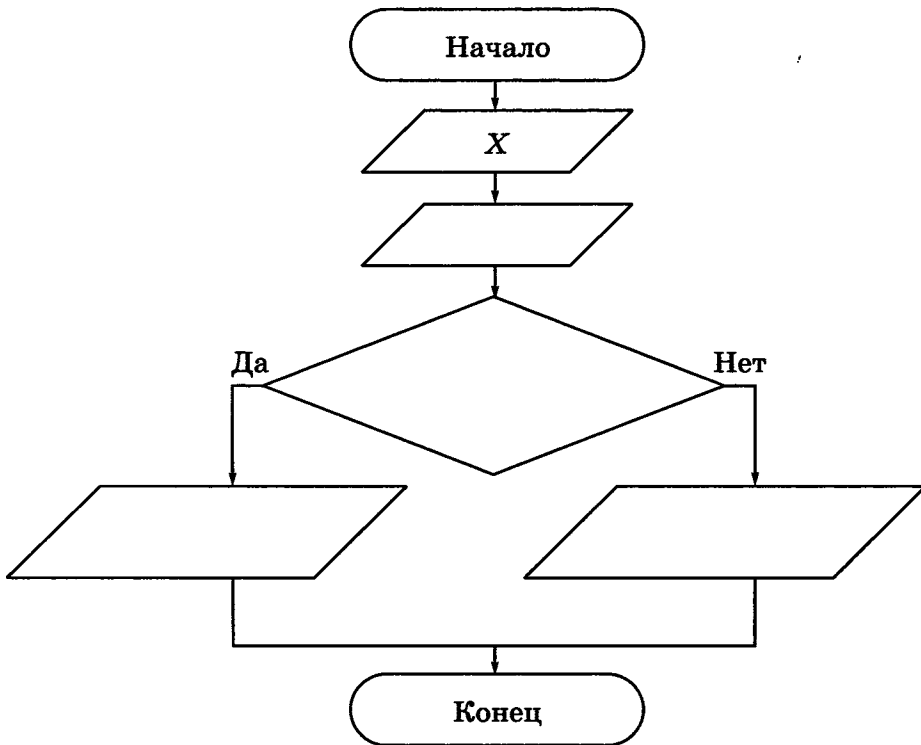 Начало
X
Да
Нет
Конец